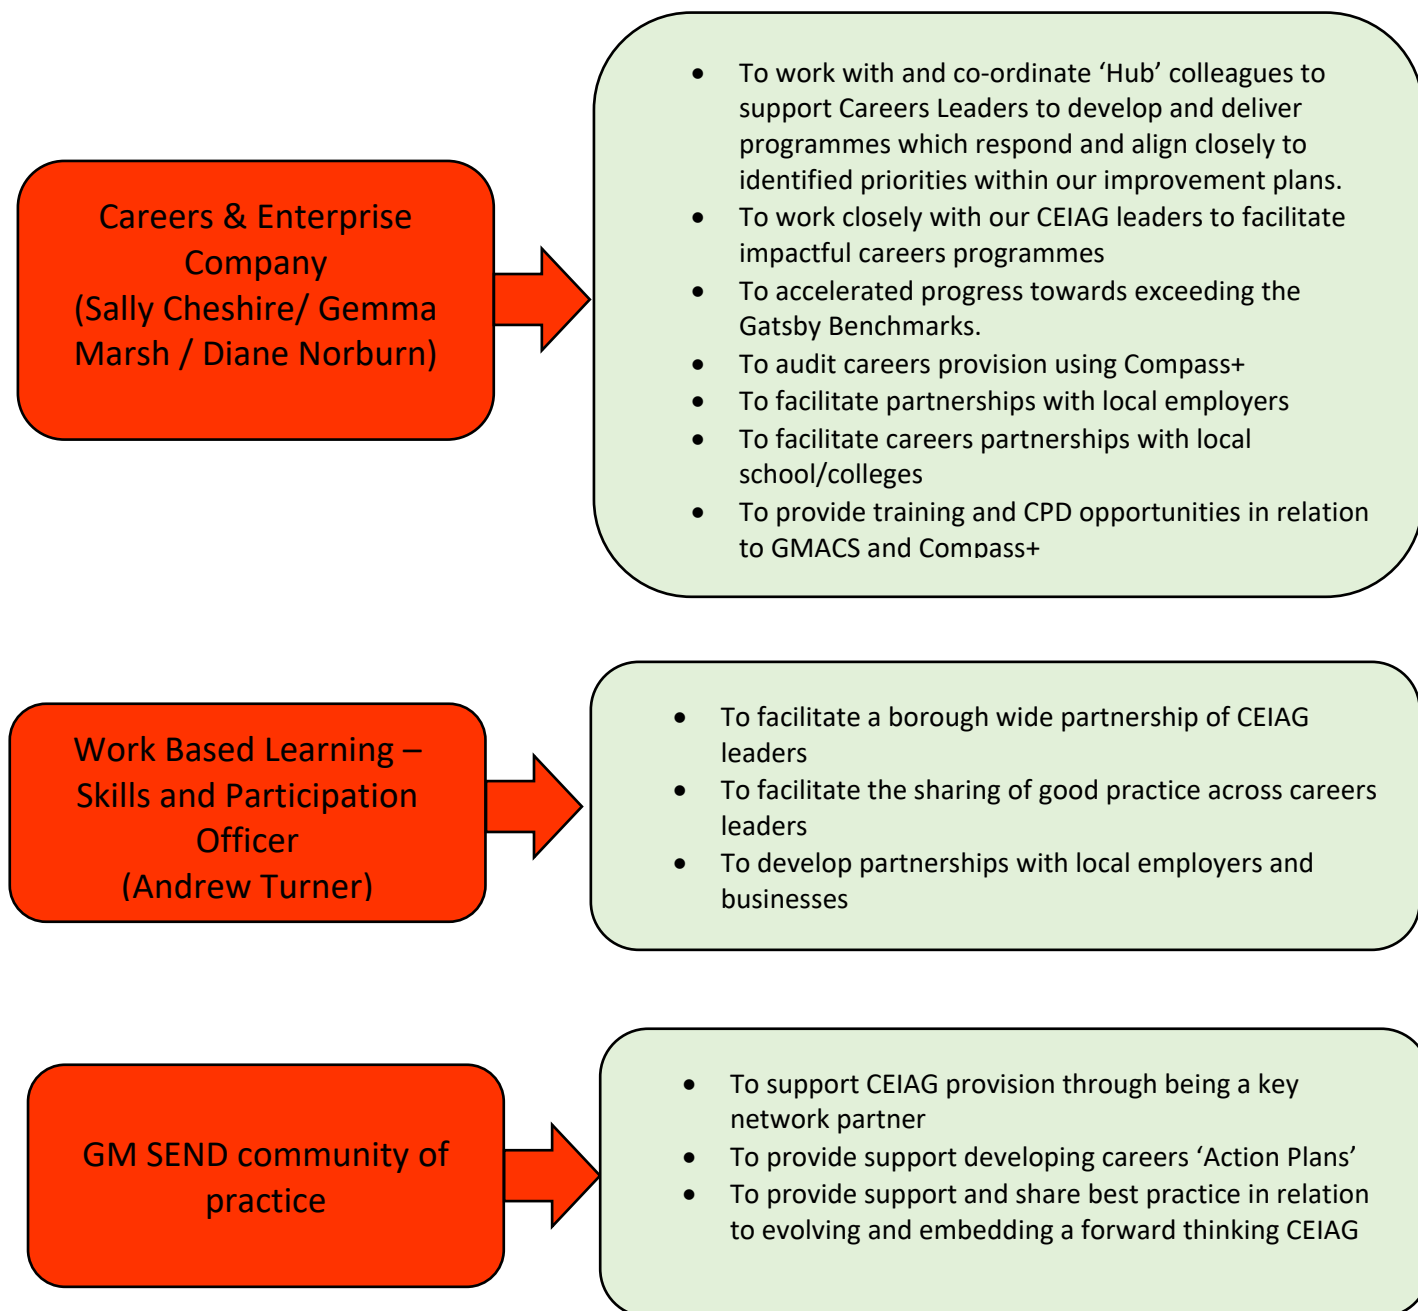 Careers & Enterprise
Company
(Sally Cheshire/ Gemma
Marsh / Diane Norburn)
• To work with and co-ordinate ‘Hub’ colleagues to
support Careers Leaders to develop and deliver
programmes which respond and align closely to
identified priorities within our improvement plans.
• To work closely with our CEIAG leaders to facilitate
impactful careers programmes
• To accelerated progress towards exceeding the
Gatsby Benchmarks.
• To audit careers provision using Compass+
• To facilitate partnerships with local employers
• To facilitate careers partnerships with local
school/colleges
• To provide training and CPD opportunities in relation
to GMACS and Compass+
Work Based Learning –
Skills and Participation
Officer
(Andrew Turner)
• To facilitate a borough wide partnership of CEIAG
leaders
• To facilitate the sharing of good practice across careers
leaders
• To develop partnerships with local employers and
businesses
GM SEND community of
practice
• To support CEIAG provision through being a key
network partner
• To provide support developing careers ‘Action Plans’
• To provide support and share best practice in relation
to evolving and embedding a forward thinking CEIAG